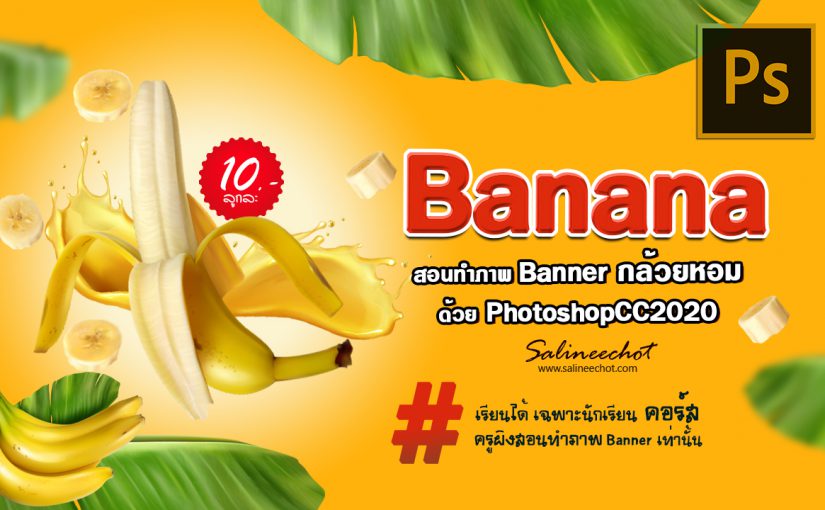 Ps
10.-
ลูกละ
Banana
สอนทำภาพ Banner กล้วยหอม
ด้วย PhotoshopCC2020
Salineechot
www.salineechot.com
# เรียนได้ เฉพาะนักเรียน คอร์ส
ครูผิงสอนทำภาพ Banner เท่านั้น